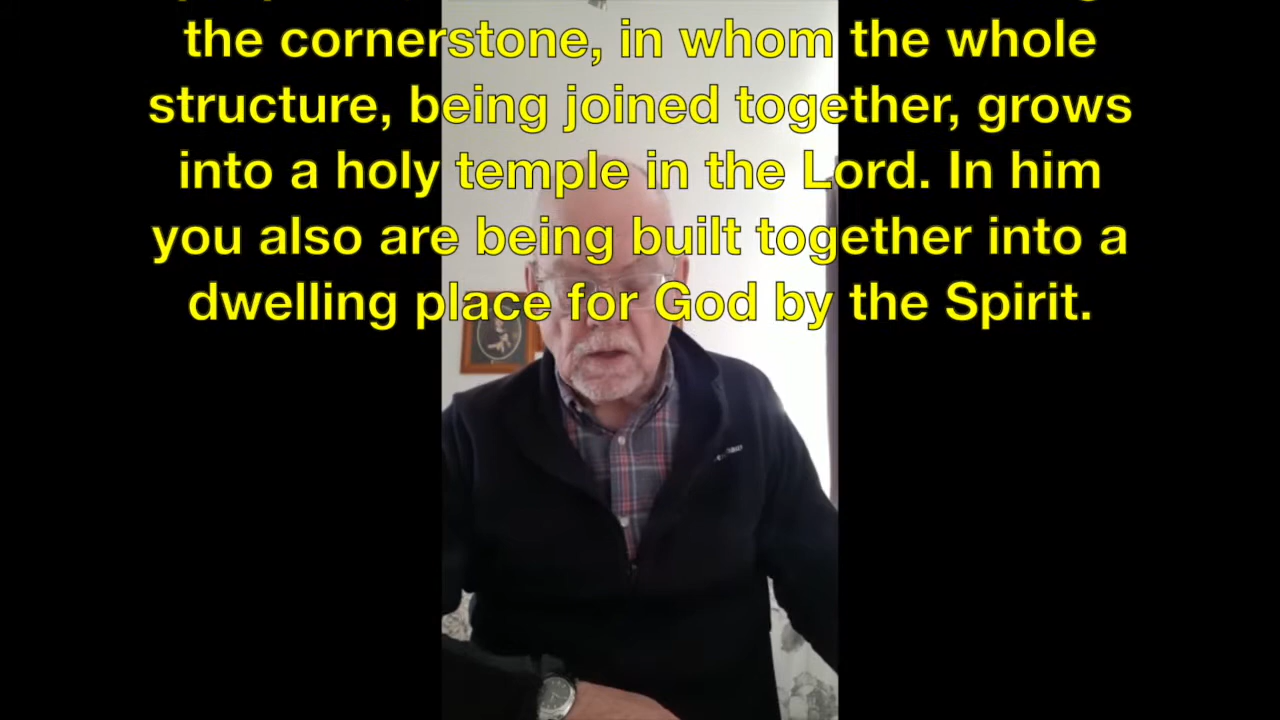 the cornerstone, in whom the whole
structure, being joined together, grows
into a holy temple in the Lord. In him
you also are being built together into a
dwelling place for God by the Spirit.